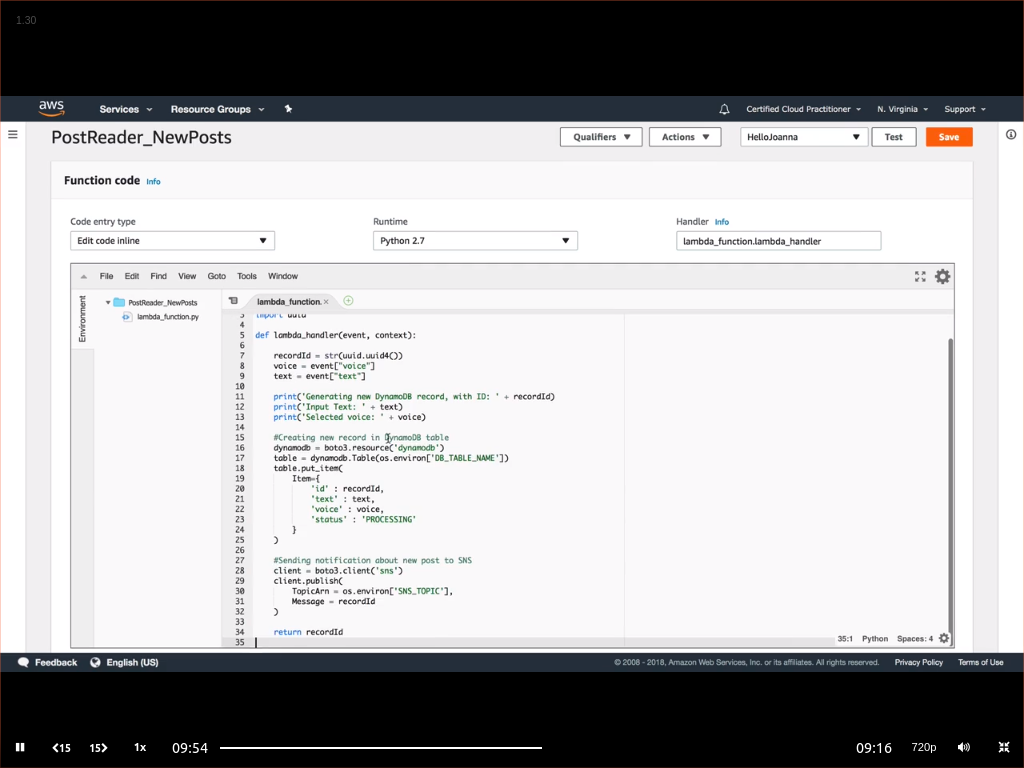 1.30
aws
Services
Resource Groups
Certified Cloud Practitioner
N. Virginia
Support
PostReader_NewPosts
Qualifiers
Actions
HelloJoanna
Test
Save
Function code Info
Code entry type
Runtime
Handler Info
Edit code inline
Python 2.7
lambda_function.lambda_handler
File Edit Find View Goto Tools Window
Environment
PostReader_NewPosts
lambda_function.py
lambda_function. ×
3 import uuid
4
5 def lambda_handler(event, context):
6
7     recordId = str(uuid.uuid4())
8     voice = event["voice"]
9     text = event["text"]
10
11     print('Generating new DynamoDB record, with ID: ' + recordId)
12     print('Input Text: ' + text)
13     print('Selected voice: ' + voice)
14
15     #Creating new record in DynamoDB table
16     dynamodb = boto3.resource('dynamodb')
17     table = dynamodb.Table(os.environ['DB_TABLE_NAME'])
18     table.put_item(
19         Item={
20             'id' : recordId,
21             'text' : text,
22             'voice' : voice,
23             'status' : 'PROCESSING'
24         }
25     )
26
27     #Sending notification about new post to SNS
28     client = boto3.client('sns')
29     client.publish(
30         TopicArn = os.environ['SNS_TOPIC'],
31         Message = recordId
32     )
33
34     return recordId
35
35:1 Python Spaces: 4
Feedback
English (US)
© 2008 - 2018, Amazon Web Services, Inc. or its affiliates. All rights reserved.
Privacy Policy
Terms of Use
15
15
1x
09:54
09:16
720p